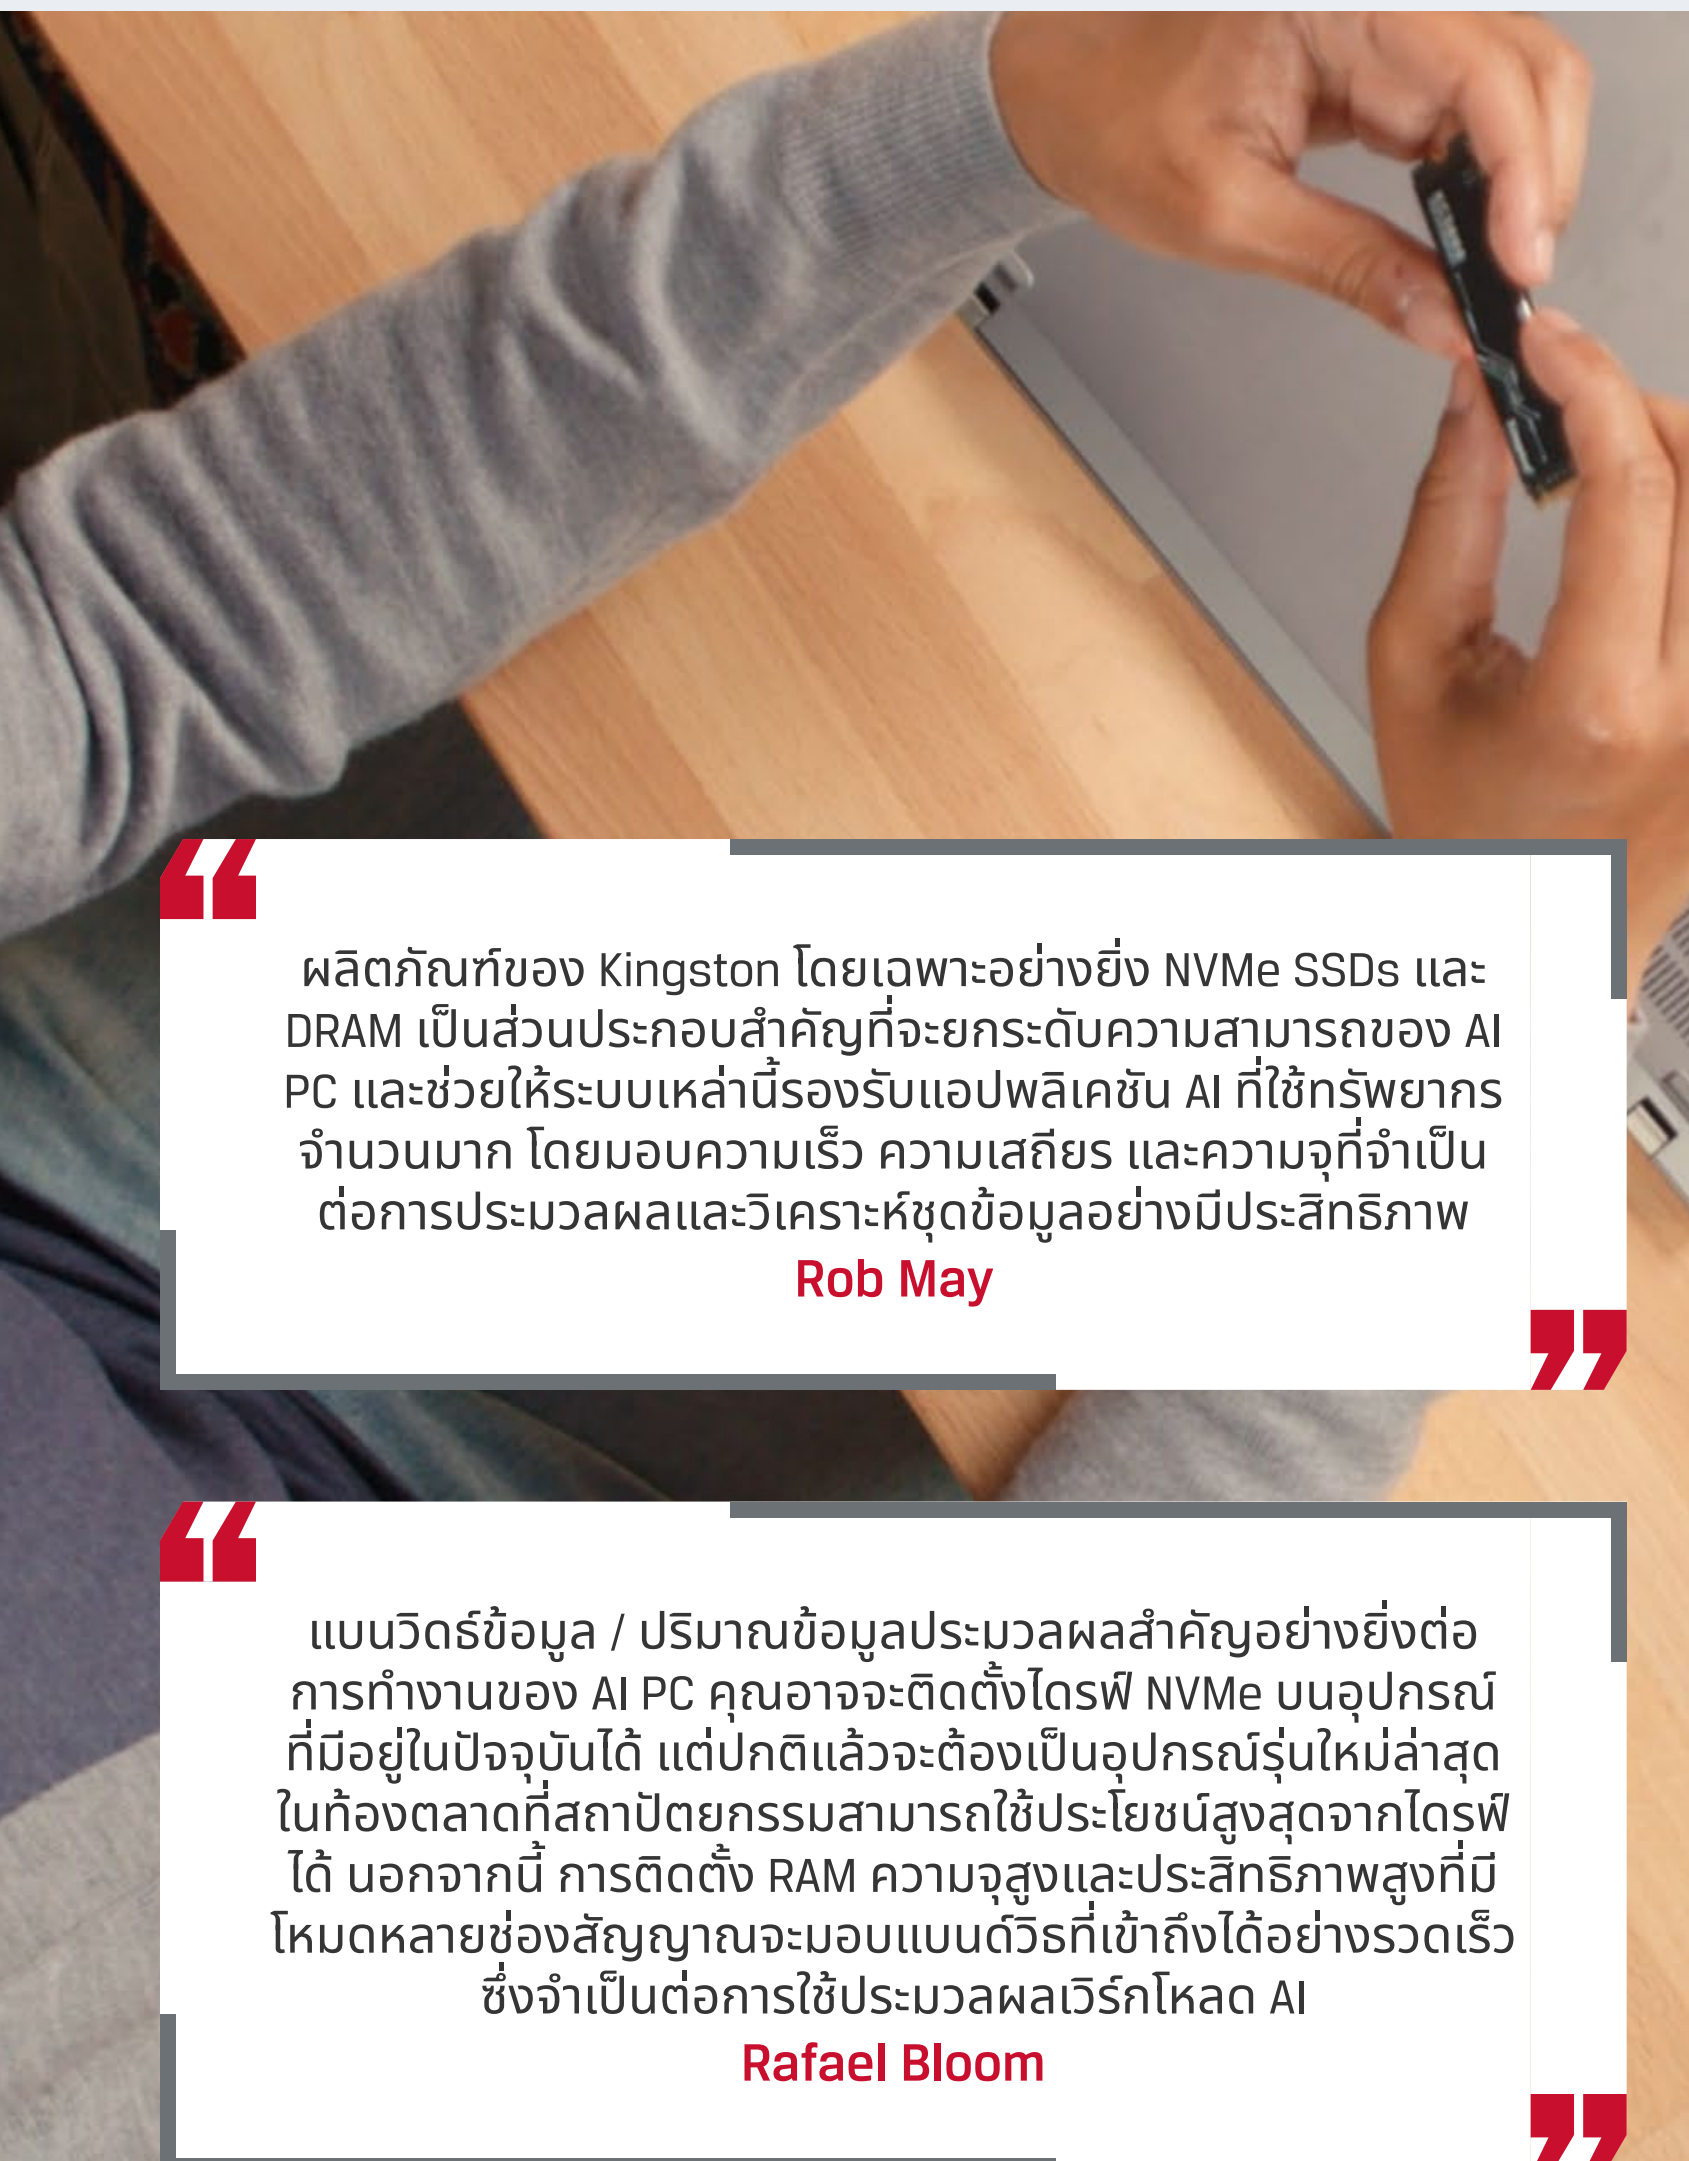 “
ผลิตภัณฑ์ของ Kingston โดยเฉพาะอย่างยิ่ง NVMe SSDs และ
DRAM เป็นส่วนประกอบสำคัญที่จะยกระดับความสามารถของ AI
PC และช่วยให้ระบบเหล่านี้รองรับแอปพลิเคชัน AI ที่ใช้ทรัพยากร
จำนวนมาก โดยมอบความเร็ว ความเสถียร และความจุที่จำเป็น
ต่อการประมวลผลและวิเคราะห์ชุดข้อมูลอย่างมีประสิทธิภาพ
Rob May
”
“
แบนวิดธ์ข้อมูล / ปริมาณข้อมูลประมวลผลสำคัญอย่างยิ่งต่อ
การทำงานของ AI PC คุณอาจจะติดตั้งไดรฟ์ NVMe บนอุปกรณ์
ที่มีอยู่ในปัจจุบันได้ แต่ปกติแล้วจะต้องเป็นอุปกรณ์รุ่นใหม่ล่าสุด
ในท้องตลาดที่สถาปัตยกรรมสามารถใช้ประโยชน์สูงสุดจากไดรฟ์
ได้ นอกจากนี้ การติดตั้ง RAM ความจุสูงและประสิทธิภาพสูงที่มี
โหมดหลายช่องสัญญาณจะมอบแบนด์วิธที่เข้าถึงได้อย่างรวดเร็ว
ซึ่งจำเป็นต่อการใช้ประมวลผลเวิร์กโหลด AI
Rafael Bloom
”